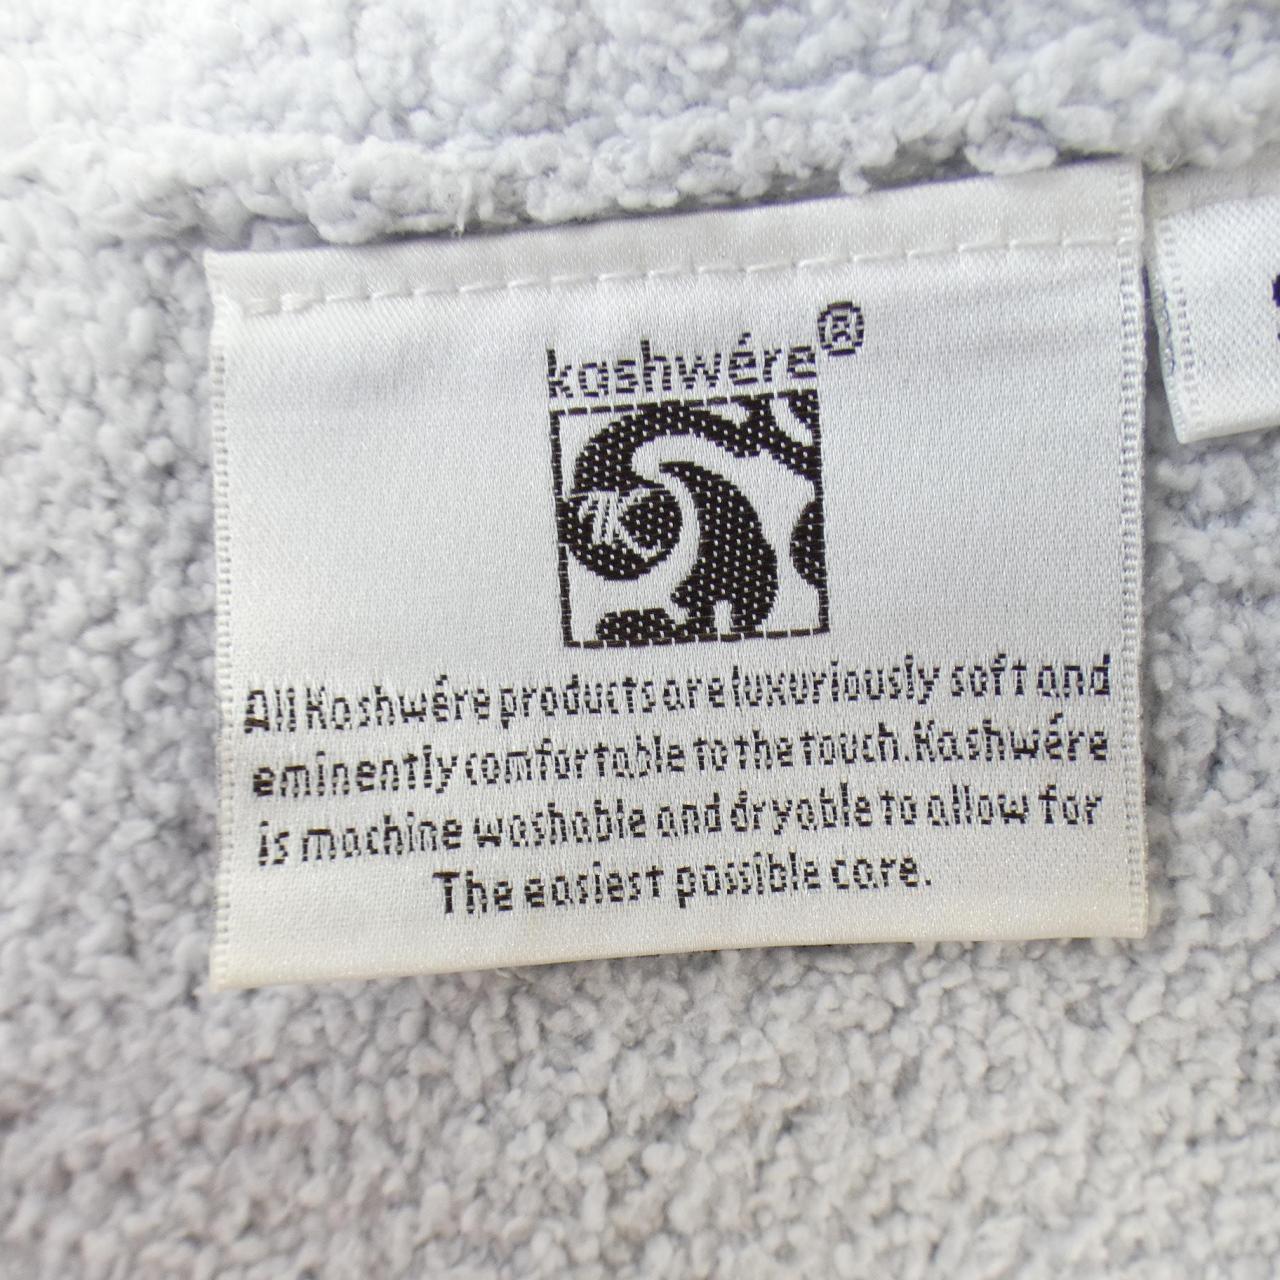 kashwére®
K
All Kashwére products are luxuriously soft and
eminently comfortable to the touch. Kashwére
is machine washable and dryable to allow for
The easiest possible care.